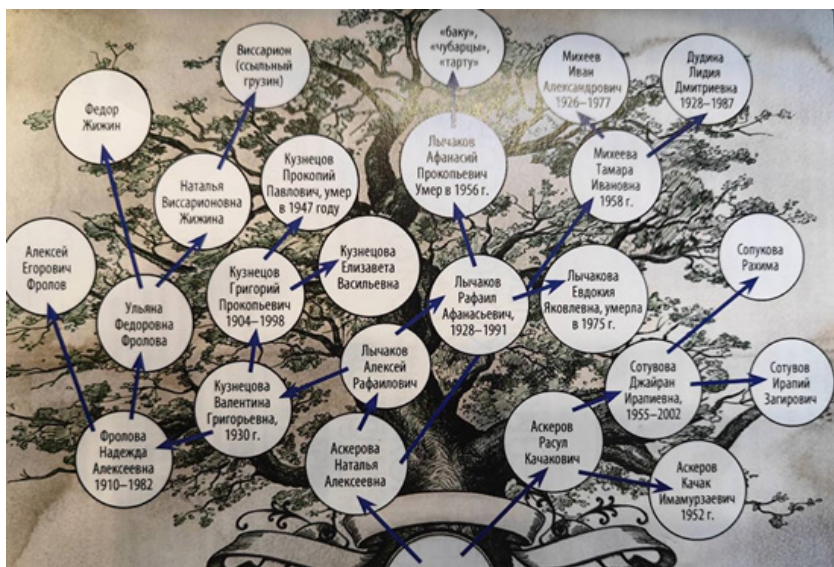 «баку»,
«чубарцы»,
«тарту»
Виссарион
(ссыльный
грузин)
Михеев
Иван
Александрович
1926–1977
Дудина
Лидия
Дмитриевна
1928–1987
Федор
Жижин
Кузнецов
Прокопий
Павлович, умер
в 1947 году
Лычаков
Афанасий
Прокопьевич
Умер в 1956 г.
Михеева
Тамара
Ивановна
1958 г.
Наталья
Виссарионовна
Жижина
Алексей
Егорович
Фролов
Ульяна
Федоровна
Фролова
Кузнецов
Григорий
Прокопьевич
1904–1998
Кузнецова
Елизавета
Васильевна
Лычаков
Рафаил
Афанасьевич,
1928–1991
Лычакова
Евдокия
Яковлевна, умерла
в 1975 г.
Сопукова
Рахима
Лычаков
Алексей
Рафаилович
Сотувова
Джайран
Ирапиевна,
1955–2002
Сотувов
Ирапий
Загирович
Кузнецова
Валентина
Григорьевна,
1930 г.
Фролова
Надежда
Алексеевна
1910–1982
Аскерова
Наталья
Алексеевна
Аскеров
Расул
Качакович
Аскеров
Качак
Имамурзаевич
1952 г.